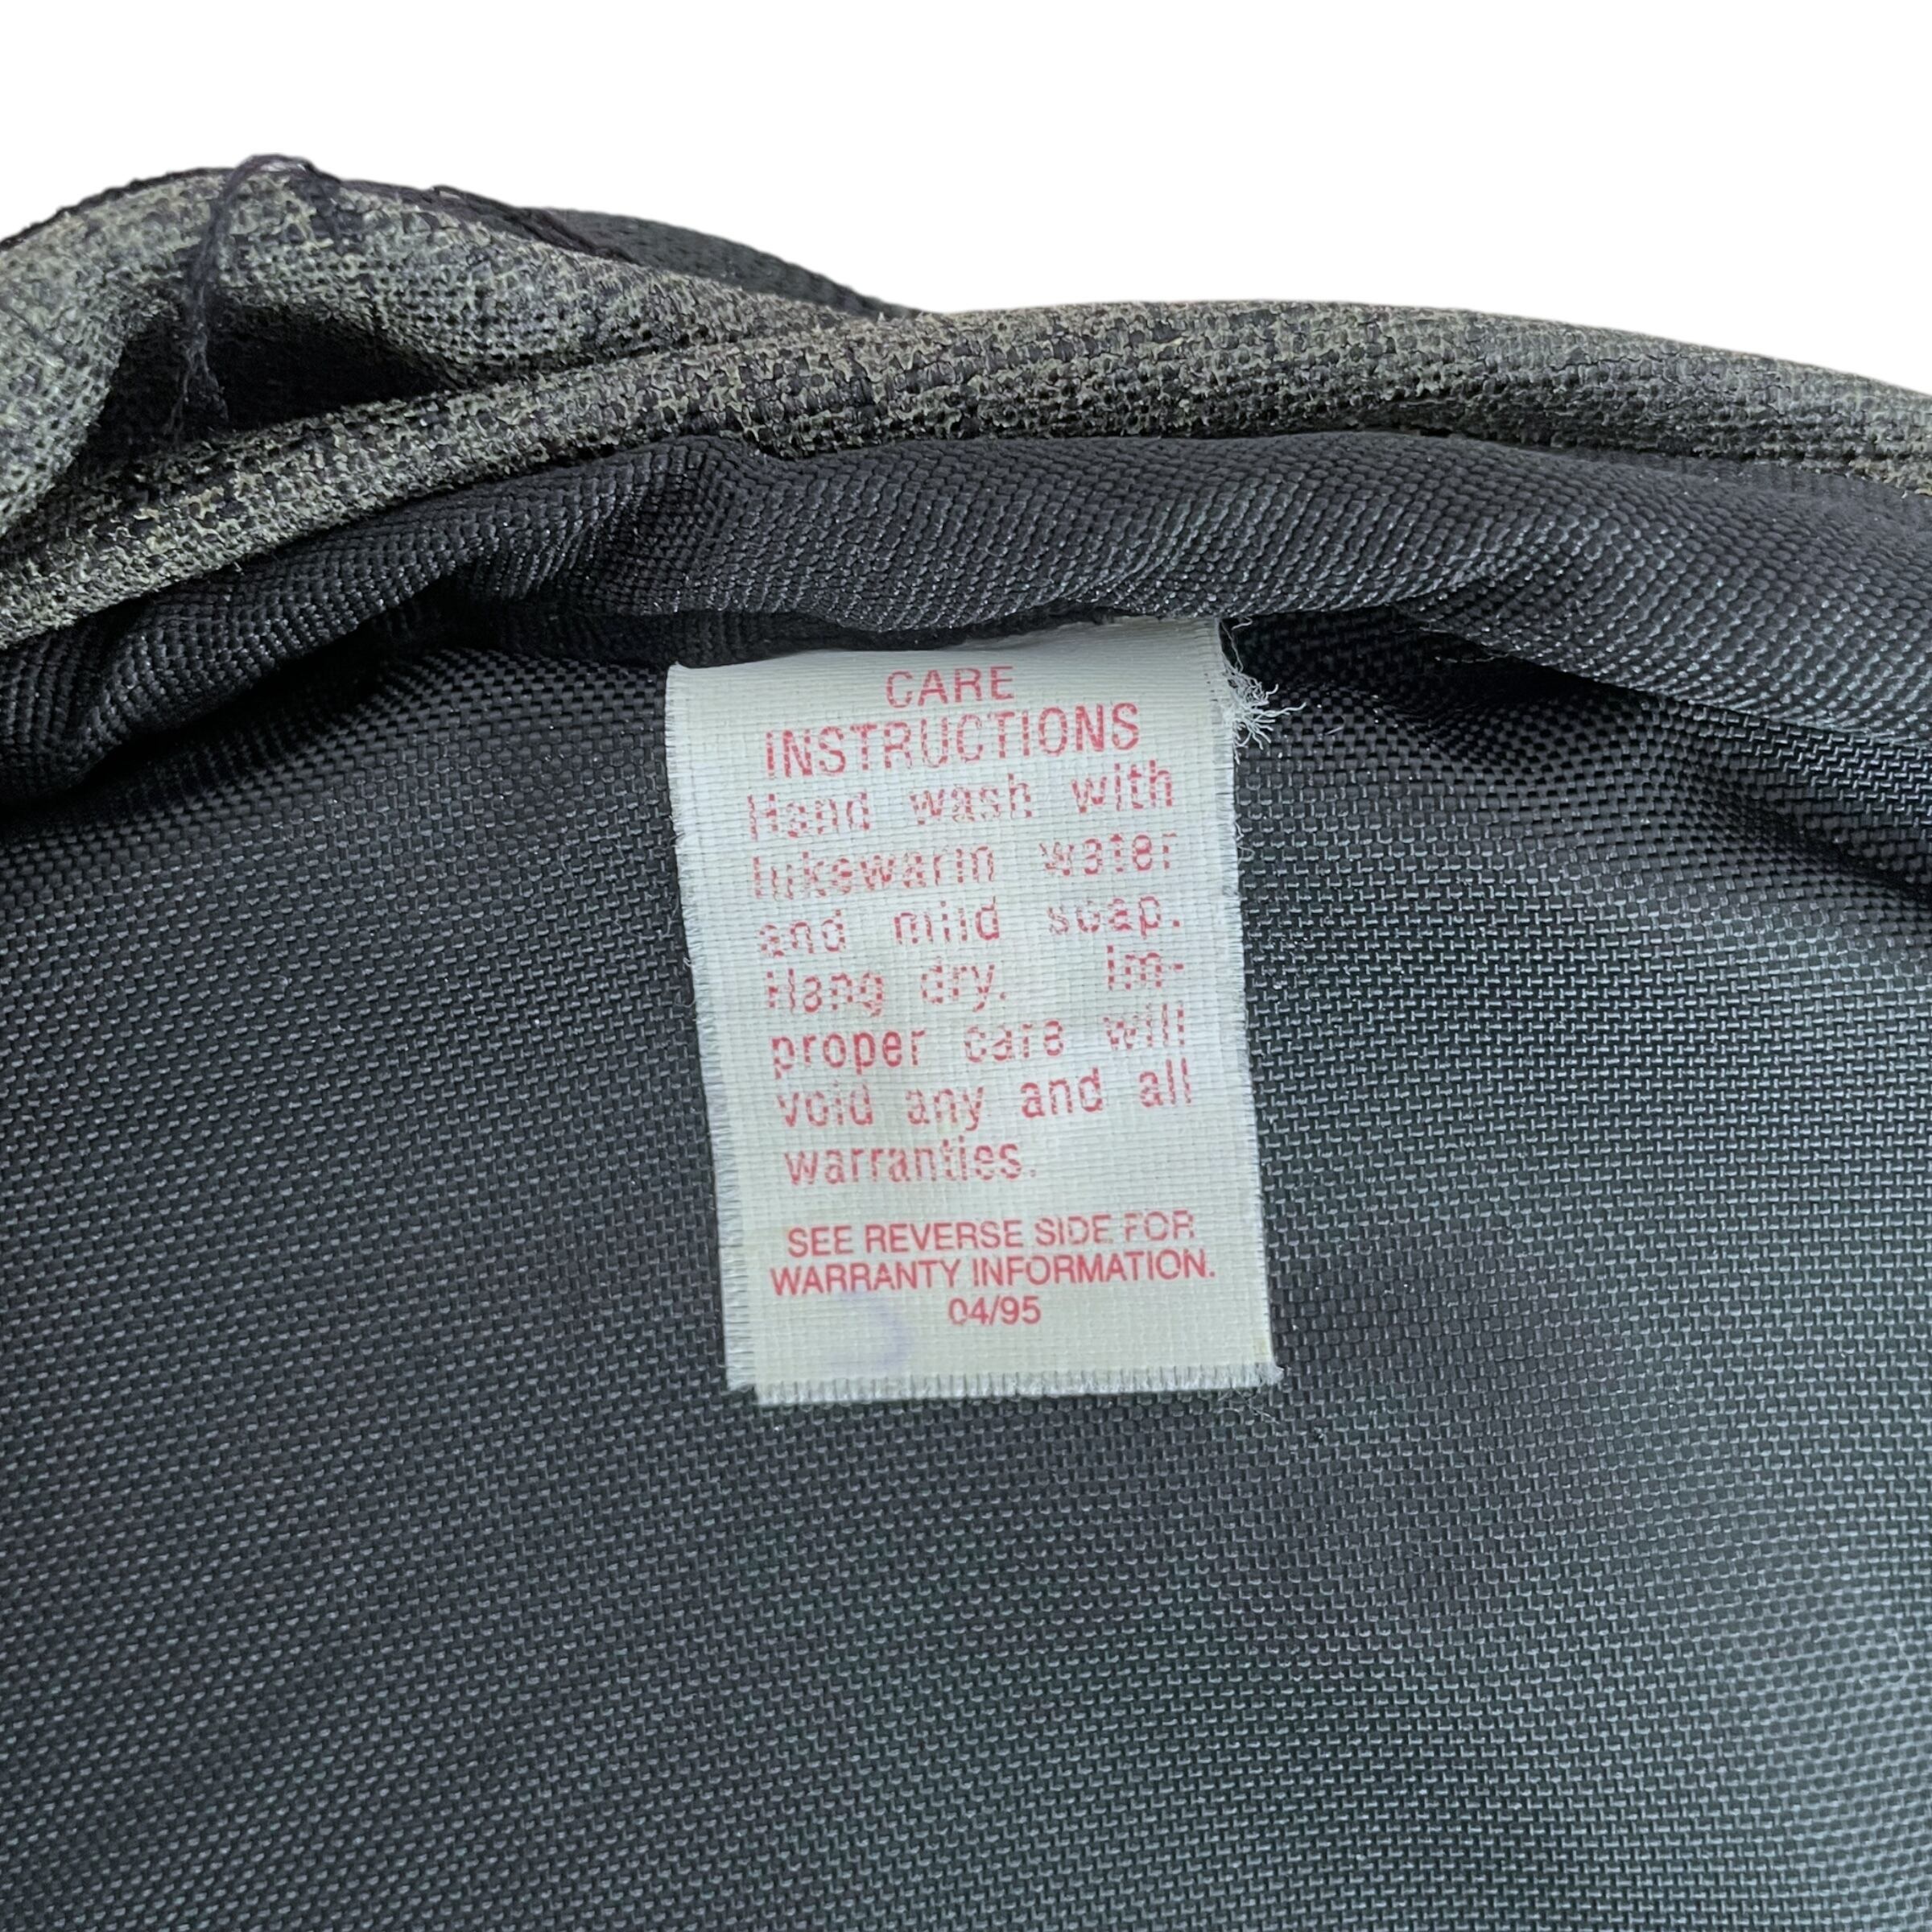 CARE
INSTRUCTIONS
Hand wash with
lukewarm water
and mild soap.
Hang dry. Im-
proper care will
void any and all
warranties.
SEE REVERSE SIDE FOR
WARRANTY INFORMATION.
04/95